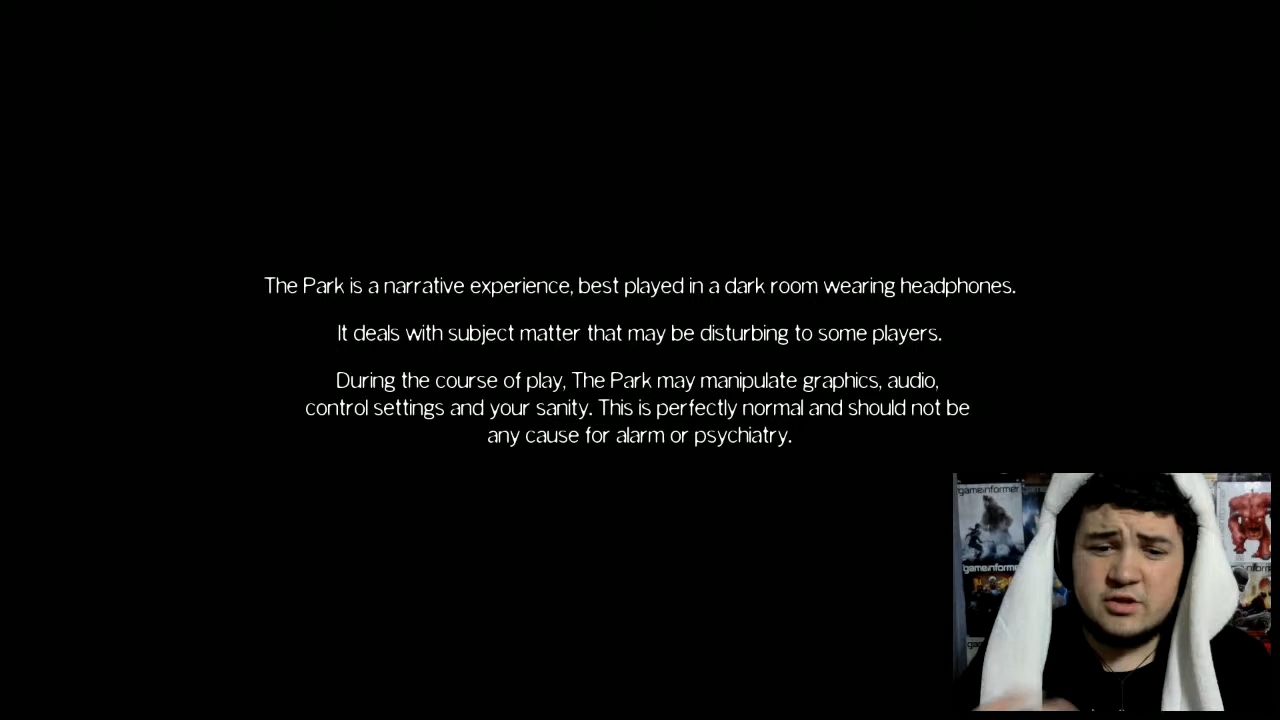 The Park is a narrative experience, best played in a dark room wearing headphones.
It deals with subject matter that may be disturbing to some players.
During the course of play, The Park may manipulate graphics, audio,
control settings and your sanity. This is perfectly normal and should not be
any cause for alarm or psychiatry.
gameinformer
gameinforme